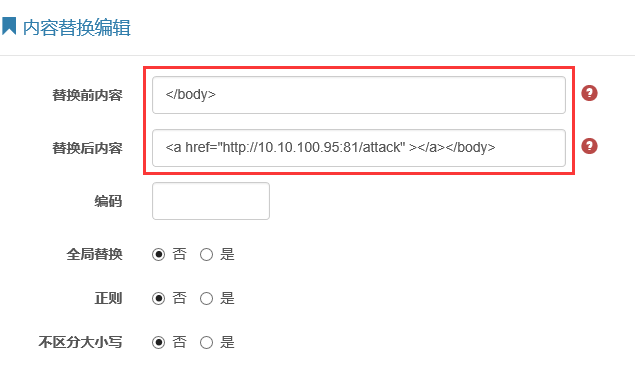 内容替换编辑
替换前内容 </body> ?
替换后内容 <a href="http://10.10.100.95:81/attack" ></a></body> ?
编码
全局替换 否 是
正则 否 是
不区分大小写 否 是